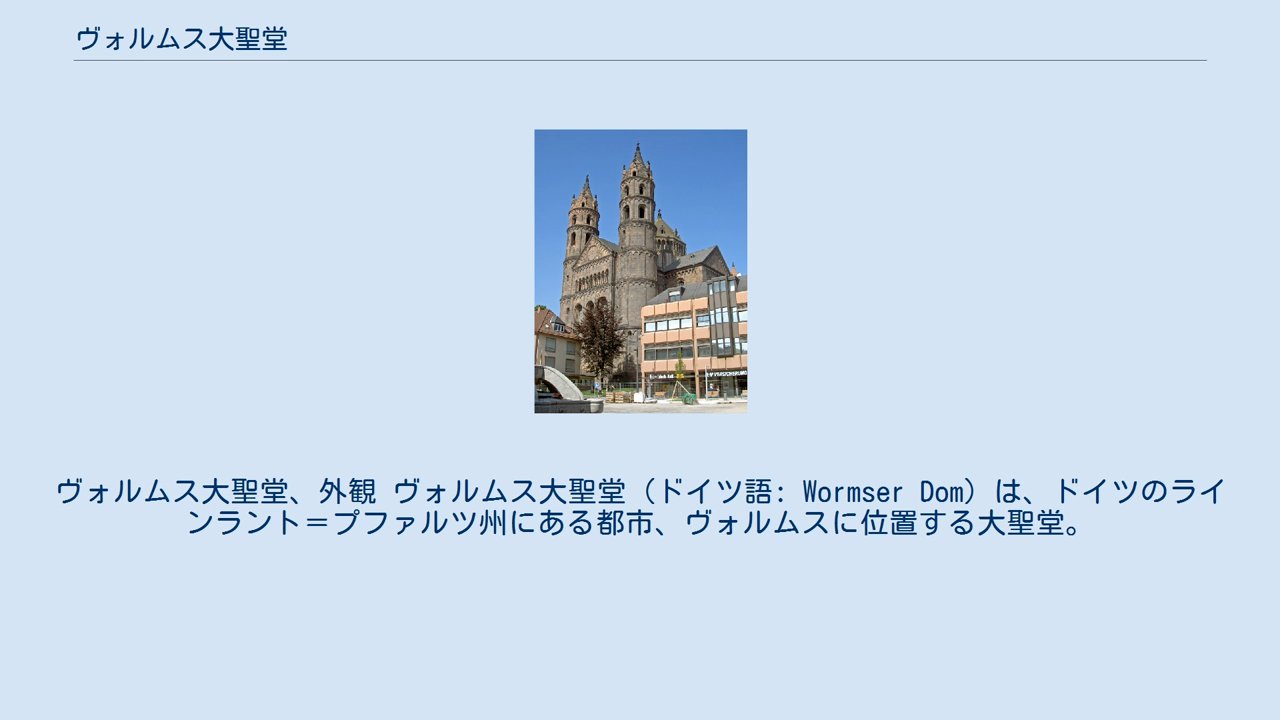 ヴォルムス大聖堂
ヴォルムス大聖堂、外観 ヴォルムス大聖堂（ドイツ語: Wormser Dom）は、ドイツのライ
ンラント＝プファルツ州にある都市、ヴォルムスに位置する大聖堂。